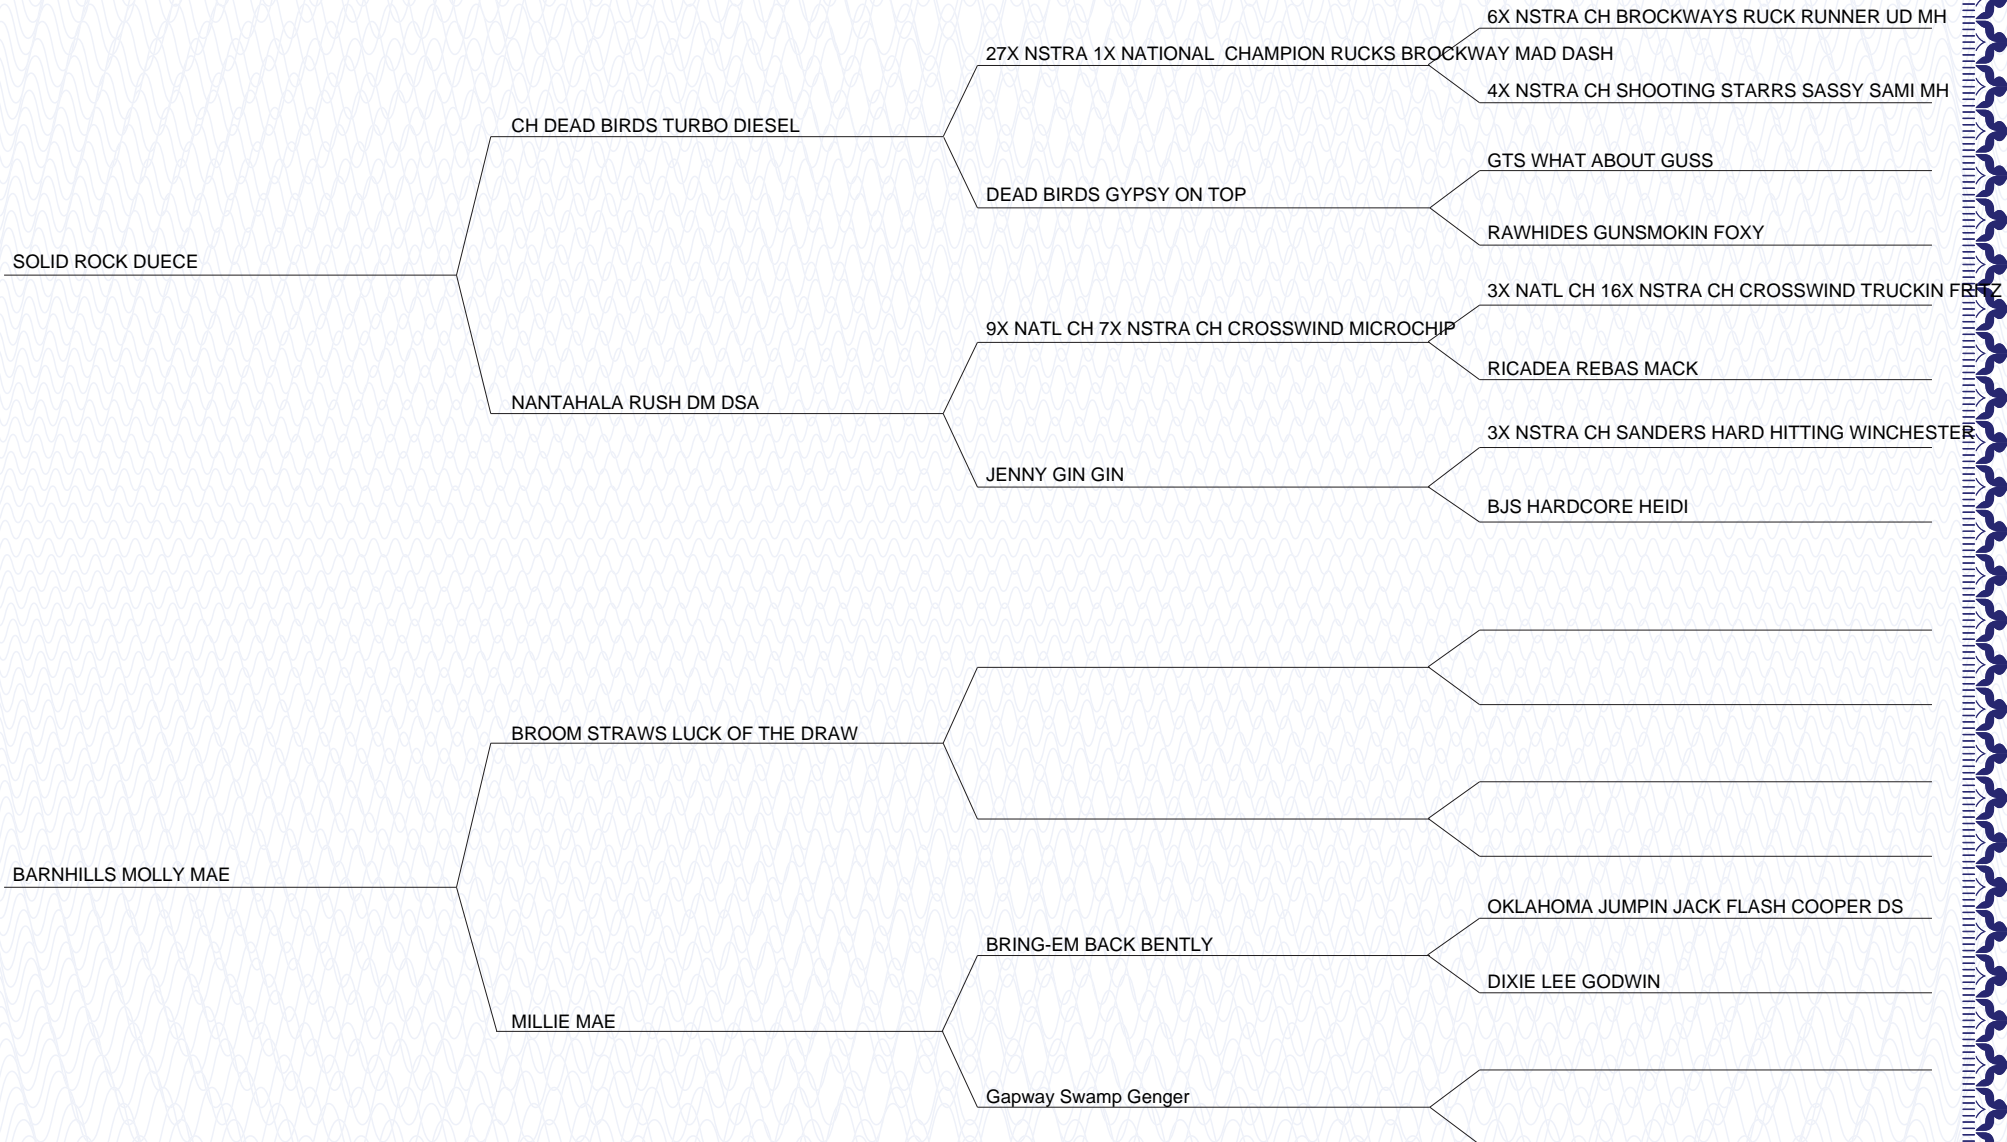 6X NSTRA CH BROCKWAYS RUCK RUNNER UD MH
27X NSTRA 1X NATIONAL  CHAMPION RUCKS BROCKWAY MAD DASH
4X NSTRA CH SHOOTING STARRS SASSY SAMI MH
CH DEAD BIRDS TURBO DIESEL
GTS WHAT ABOUT GUSS
DEAD BIRDS GYPSY ON TOP
RAWHIDES GUNSMOKIN FOXY
SOLID ROCK DUECE
3X NATL CH 16X NSTRA CH CROSSWIND TRUCKIN FRITZ
9X NATL CH 7X NSTRA CH CROSSWIND MICROCHIP
RICADEA REBAS MACK
NANTAHALA RUSH DM DSA
3X NSTRA CH SANDERS HARD HITTING WINCHESTER
JENNY GIN GIN
BJS HARDCORE HEIDI
BROOM STRAWS LUCK OF THE DRAW
BARNHILLS MOLLY MAE
OKLAHOMA JUMPIN JACK FLASH COOPER DS
BRING-EM BACK BENTLY
DIXIE LEE GODWIN
MILLIE MAE
Gapway Swamp Genger